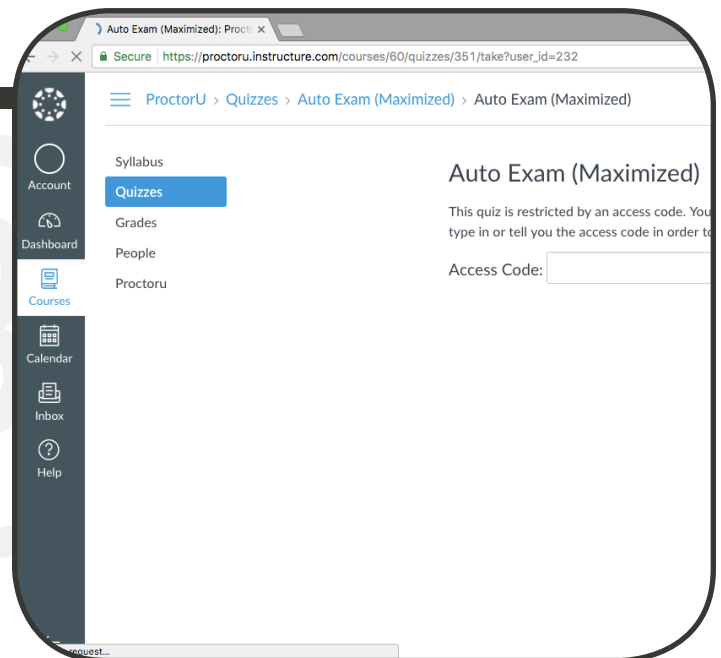 Auto Exam (Maximized): Procto
Secure https://proctoru.instructure.com/courses/60/quizzes/351/take?user_id=232
ProctorU > Quizzes > Auto Exam (Maximized) > Auto Exam (Maximized)
Account
Dashboard
Courses
Calendar
Inbox
Help
Syllabus
Quizzes
Grades
People
Proctoru
Auto Exam (Maximized)
This quiz is restricted by an access code. You
type in or tell you the access code in order to
Access Code:
request...